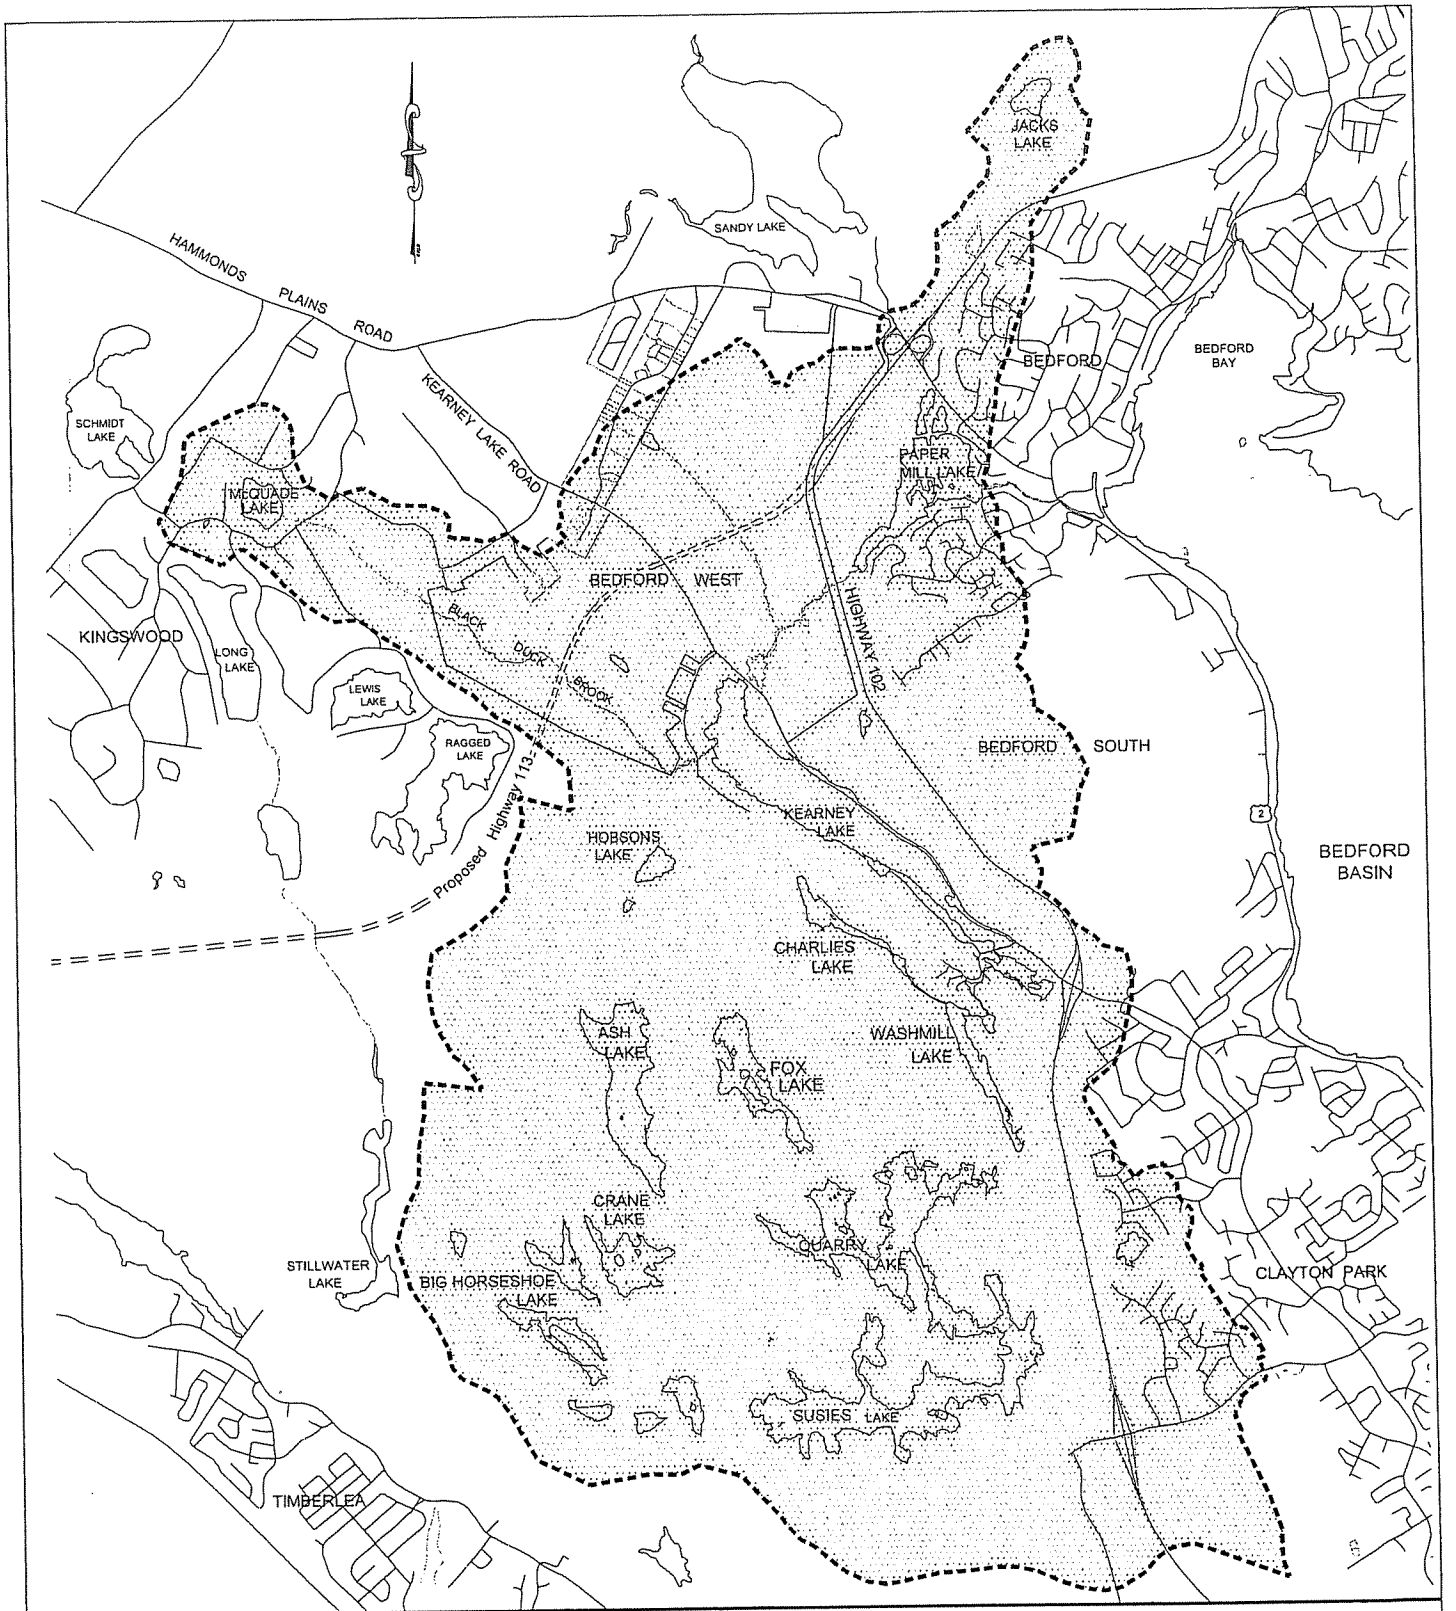 JACKS
LAKE
SANDY LAKE
HAMMONDS PLAINS ROAD
KEARNEY LAKE ROAD
BEDFORD
BEDFORD
BAY
SCHMIDT
LAKE
PAPER
MILL LAKE
McQUADE
LAKE
BEDFORD WEST
HIGHWAY 102
BLACK DUCK BROOK
KINGSWOOD
LONG
LAKE
LEWIS
LAKE
RAGGED
LAKE
BEDFORD SOUTH
Proposed Highway 113
2
KEARNEY
LAKE
HOBSONS
LAKE
BEDFORD
BASIN
CHARLIES
LAKE
ASH
LAKE
WASHMILL
LAKE
FOX
LAKE
CRANE
LAKE
QUARRY
LAKE
STILLWATER
LAKE
BIG HORSESHOE
LAKE
CLAYTON PARK
SUSIES LAKE
TIMBERLEA